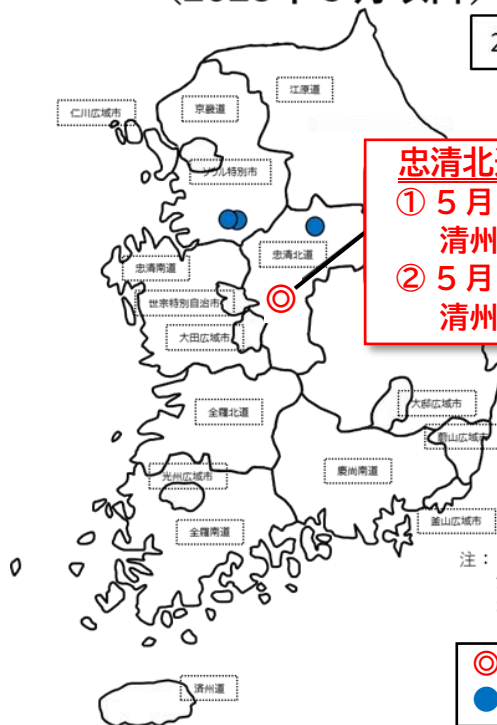 2
江原道
京畿道
仁川広域市
ソウル特別市
忠清北
① 5月
清州
② 5月
清州
忠清北道
忠清南道
世宗特別自治市
大田広域市
大邱広域市
全羅北道
蔚山広域市
慶尚南道
光州広域市
釜山広域市
全羅南道
注：
◎
●
済州道